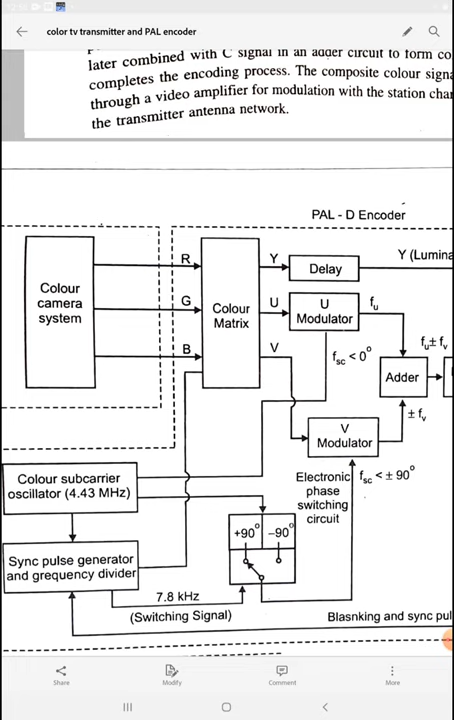 color tv transmitter and PAL encoder
later combined with C signal in an adder circuit to form co
completes the encoding process. The composite colour signa
through a video amplifier for modulation with the station char
the transmitter antenna network.
PAL - D Encoder
R
G
B
Colour
camera
system
Colour
Matrix
Y
U
V
Delay
Y (Lumina
U
Modulator
fu
fsc < 0°
fu ± fv
Adder
± fv
V
Modulator
Colour subcarrier
oscillator (4.43 MHz)
Electronic
phase
switching
circuit
fsc < ± 90°
+90° -90°
Sync pulse generator
and grequency divider
7.8 kHz
(Switching Signal)
Blasnking and sync pul
Share
Modify
Comment
More